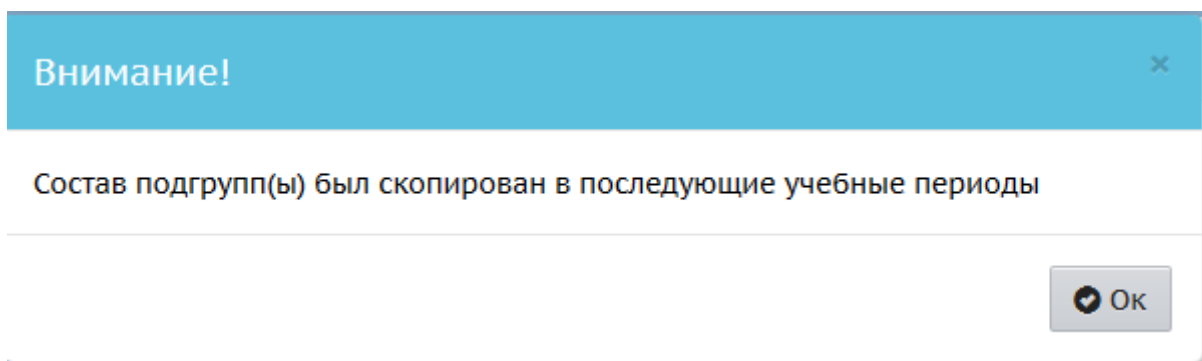 Внимание!
Состав подгрупп(ы) был скопирован в последующие учебные периоды
Ок